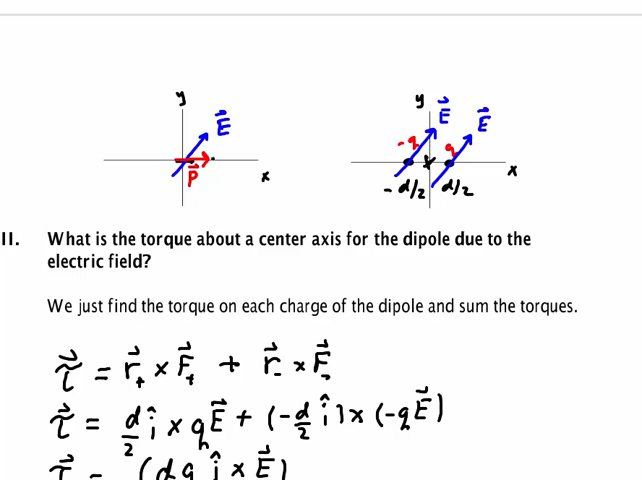 y y
E⃗ E⃗ E⃗
-q q
P⃗ x -d/2 d/2 x
II. What is the torque about a center axis for the dipole due to the
electric field?
We just find the torque on each charge of the dipole and sum the torques.
τ⃗ = r⃗₊ × F⃗₊ + r⃗₋ × F⃗₋
τ⃗ = d/2 î × qE⃗ + (-d/2 î) × (-qE⃗)
τ⃗ = (dq î × E⃗)